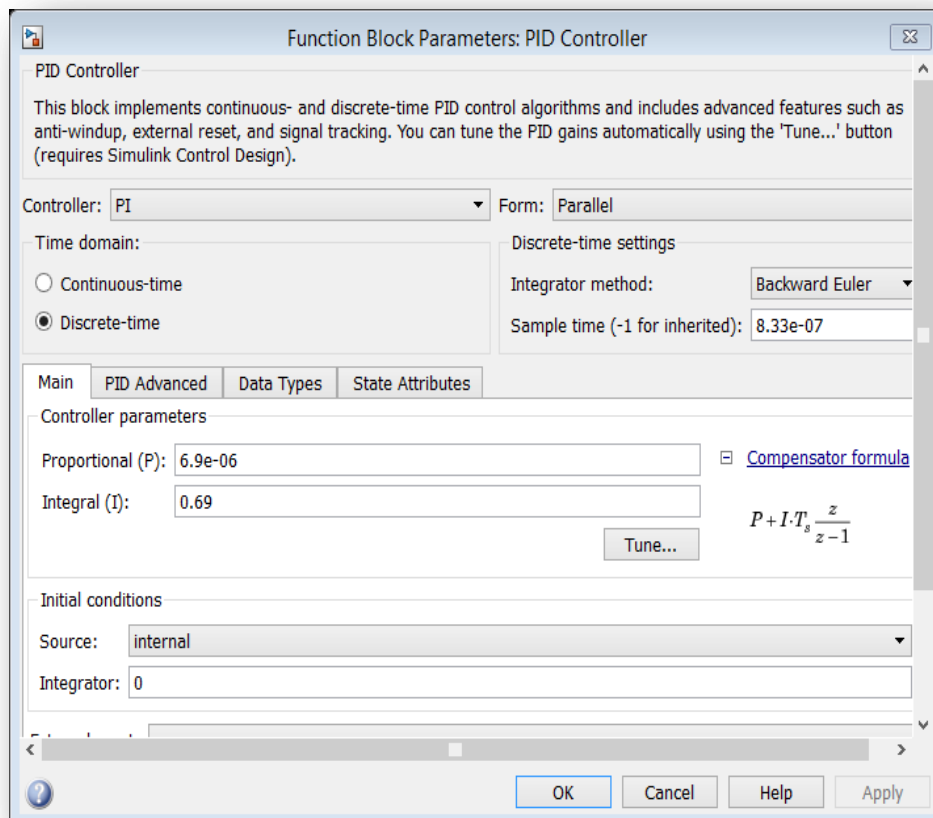 Function Block Parameters: PID Controller
PID Controller
This block implements continuous- and discrete-time PID control algorithms and includes advanced features such as
anti-windup, external reset, and signal tracking. You can tune the PID gains automatically using the 'Tune...' button
(requires Simulink Control Design).
Controller: PI Form: Parallel
Time domain:
Continuous-time
Discrete-time
Discrete-time settings
Integrator method: Backward Euler
Sample time (-1 for inherited): 8.33e-07
Main PID Advanced Data Types State Attributes
Controller parameters
Proportional (P): 6.9e-06
Integral (I): 0.69
Compensator formula
P + I·T_s z/(z−1)
Tune...
Initial conditions
Source: internal
Integrator: 0
OK Cancel Help Apply